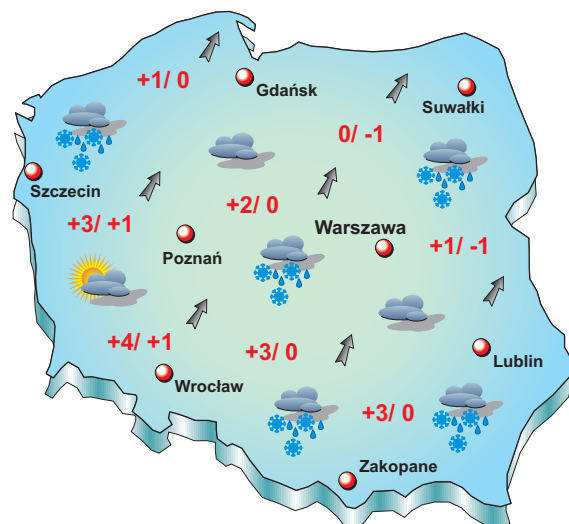 +1/ 0
Gdańsk
Suwałki
0/ -1
Szczecin
+3/ +1
+2/ 0
Poznań
Warszawa
+1/ -1
+4/ +1
+3/ 0
Wrocław
Lublin
+3/ 0
Zakopane